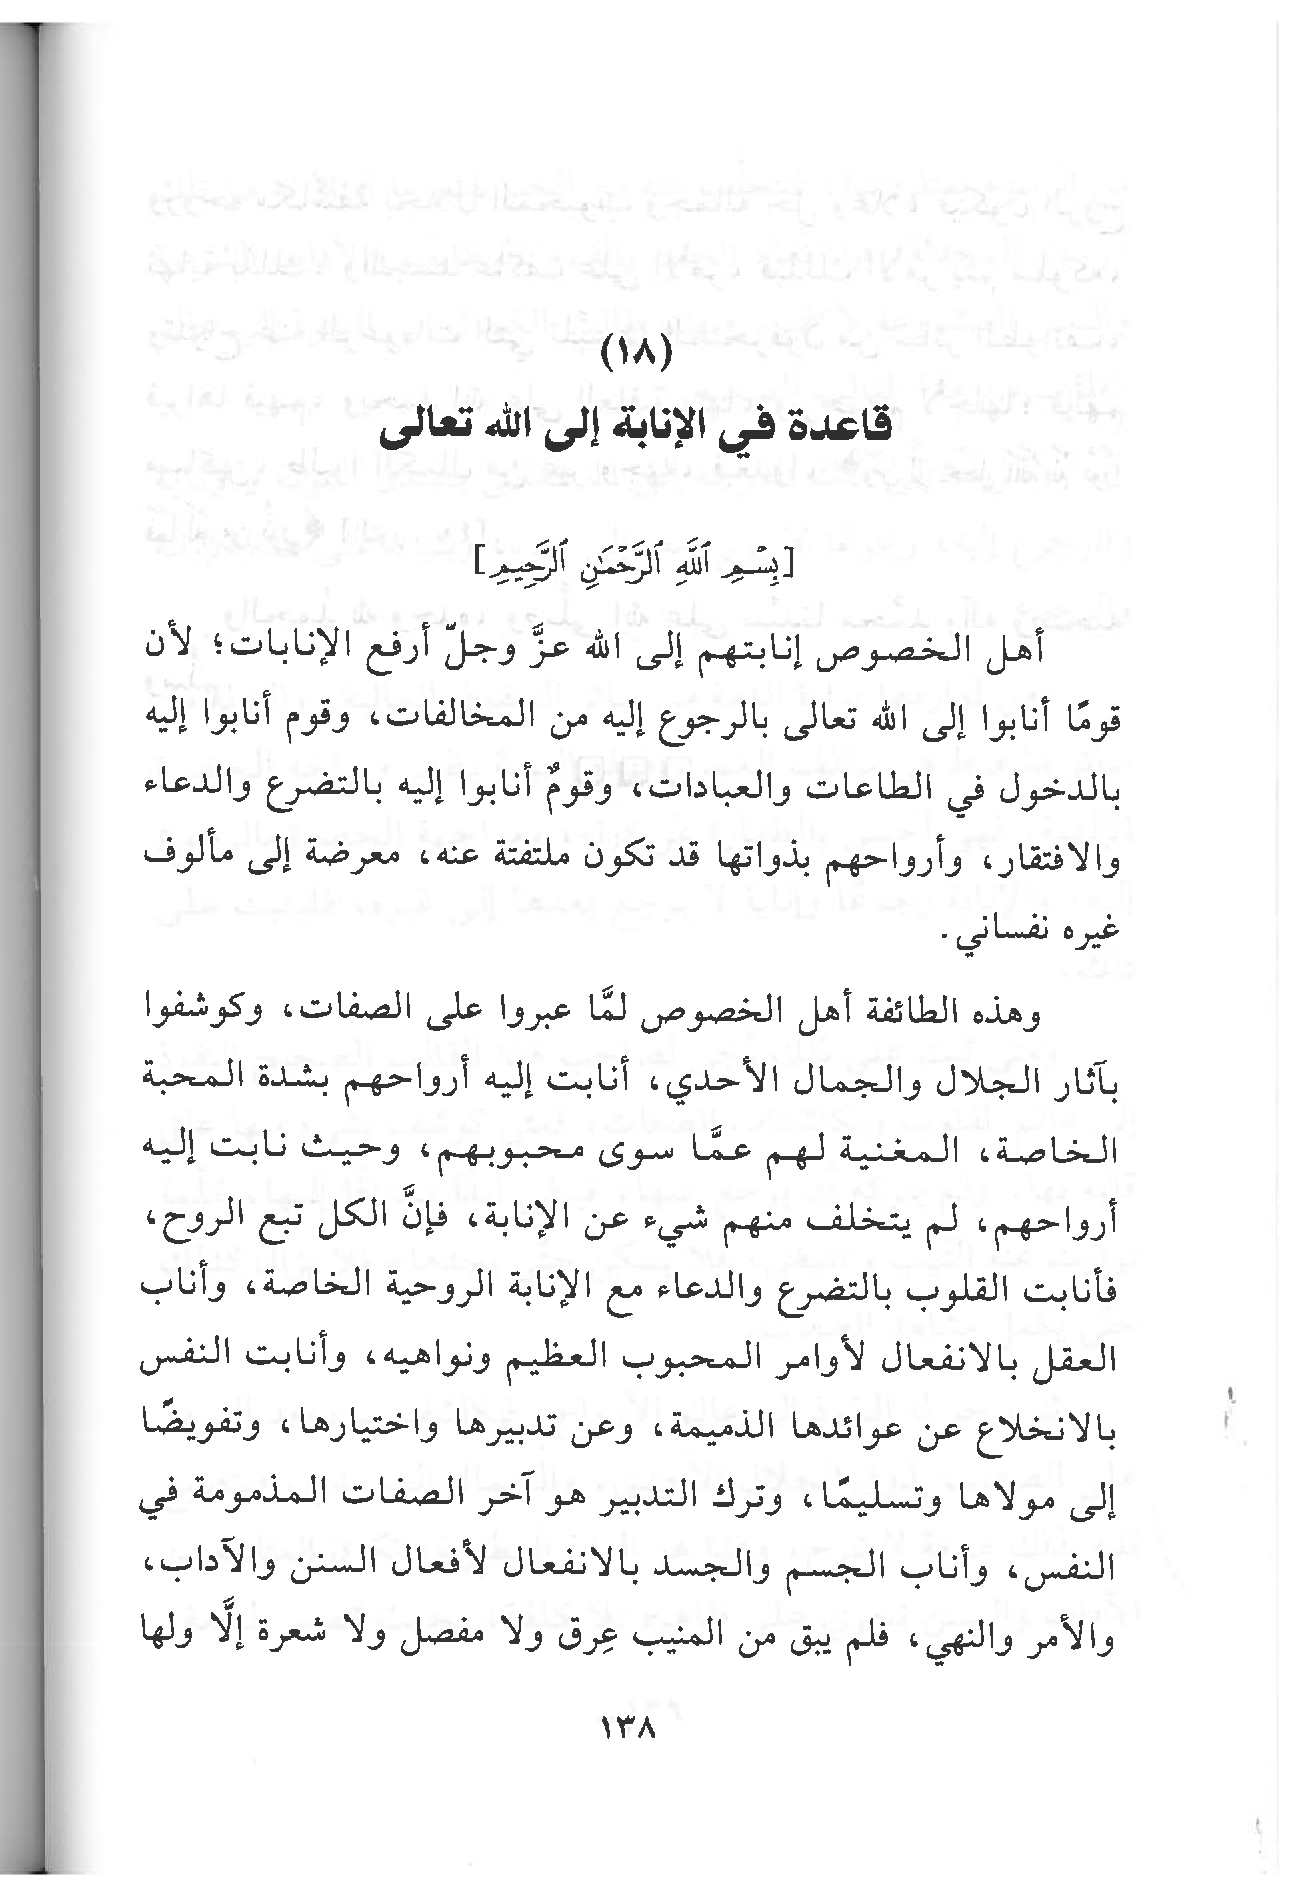 (١٨)
قاعدة في الإنابة إلى الله تعالى
[بِسْمِ ٱللَّهِ ٱلرَّحْمَٰنِ ٱلرَّحِيمِ]
أهل الخصوص إنابتهم إلى الله عزَّ وجلّ أرفع الإنابات؛ لأن
قومًا أنابوا إلى الله تعالى بالرجوع إليه من المخالفات، وقوم أنابوا إليه
بالدخول في الطاعات والعبادات، وقومٌ أنابوا إليه بالتضرع والدعاء
والافتقار، وأرواحهم بذواتها قد تكون ملتفتة عنه، معرضة إلى مألوف
غيره نفساني.
وهذه الطائفة أهل الخصوص لمَّا عبروا على الصفات، وكوشفوا
بآثار الجلال والجمال الأحدي، أنابت إليه أرواحهم بشدة المحبة
الخاصة، المغنية لهم عمَّا سوى محبوبهم، وحيث نابت إليه
أرواحهم، لم يتخلف منهم شيء عن الإنابة، فإنَّ الكل تبع الروح،
فأنابت القلوب بالتضرع والدعاء مع الإنابة الروحية الخاصة، وأناب
العقل بالانفعال لأوامر المحبوب العظيم ونواهيه، وأنابت النفس
بالانخلاع عن عوائدها الذميمة، وعن تدبيرها واختيارها، وتفويضًا
إلى مولاها وتسليمًا، وترك التدبير هو آخر الصفات المذمومة في
النفس، وأناب الجسم والجسد بالانفعال لأفعال السنن والآداب،
والأمر والنهي، فلم يبق من المنيب عِرق ولا مفصل ولا شعرة إلَّا ولها
١٣٨